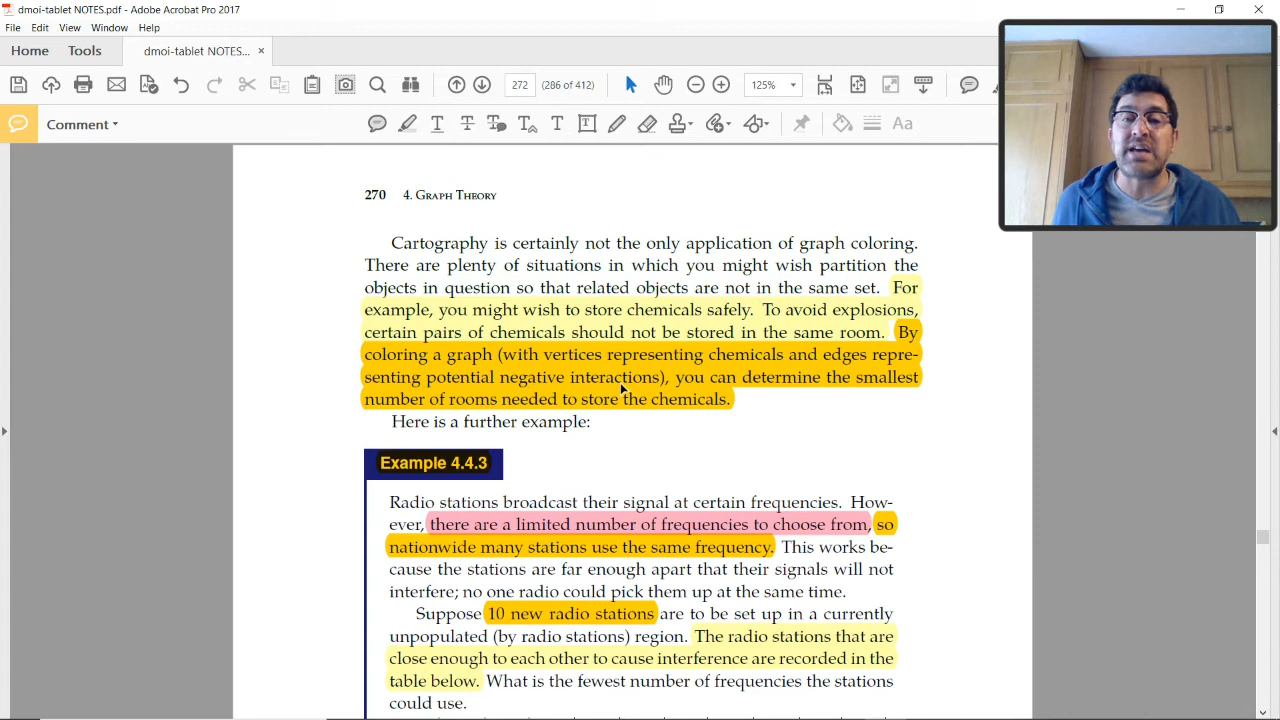 dmoi-tablet NOTES.pdf - Adobe Acrobat Pro 2017
File Edit View Window Help
Home Tools dmoi-tablet NOTES... ×
272 (286 of 412) 125%
Comment
Aa
270 4. Graph Theory
Cartography is certainly not the only application of graph coloring.
There are plenty of situations in which you might wish partition the
objects in question so that related objects are not in the same set. For
example, you might wish to store chemicals safely. To avoid explosions,
certain pairs of chemicals should not be stored in the same room. By
coloring a graph (with vertices representing chemicals and edges repre-
senting potential negative interactions), you can determine the smallest
number of rooms needed to store the chemicals.
Here is a further example:
Example 4.4.3
Radio stations broadcast their signal at certain frequencies. How-
ever, there are a limited number of frequencies to choose from, so
nationwide many stations use the same frequency. This works be-
cause the stations are far enough apart that their signals will not
interfere; no one radio could pick them up at the same time.
Suppose 10 new radio stations are to be set up in a currently
unpopulated (by radio stations) region. The radio stations that are
close enough to each other to cause interference are recorded in the
table below. What is the fewest number of frequencies the stations
could use.